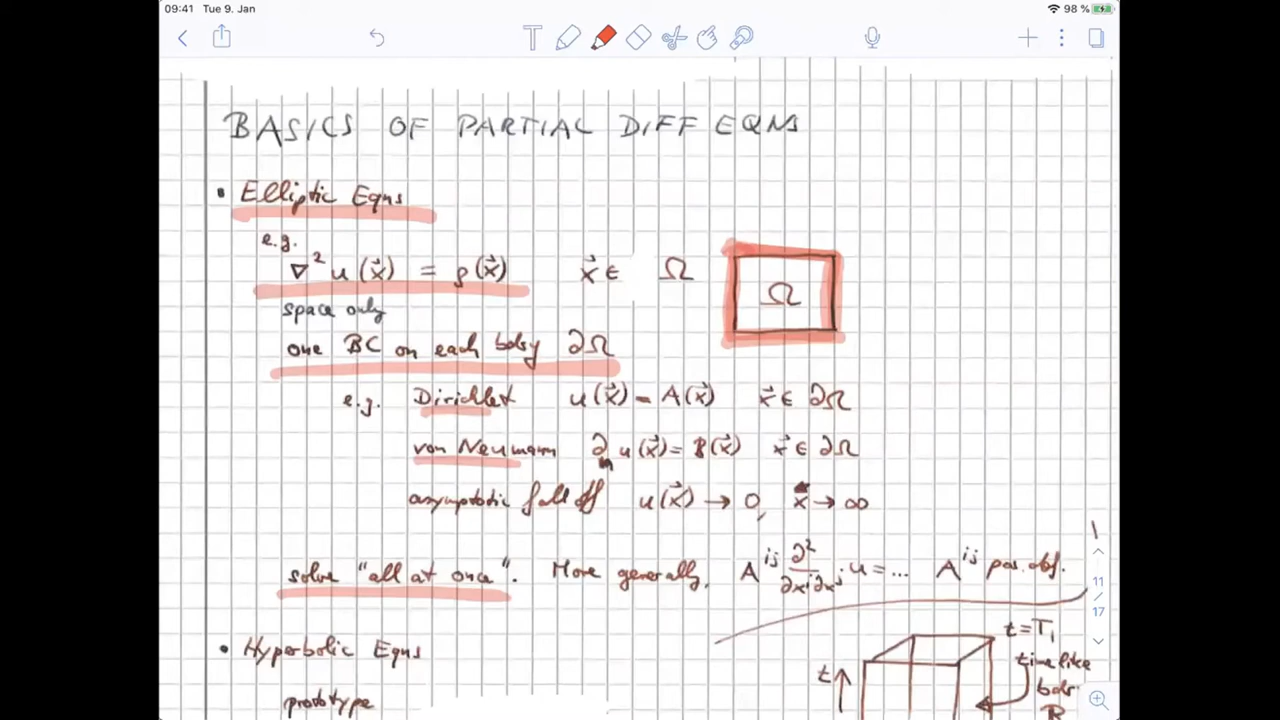 09:41 Tue 9. Jan 98 %
BASICS OF PARTIAL DIFF EQNS
• Elliptic Eqns
e.g.
∇² u(x⃗) = ρ(x⃗) x⃗ ∈ Ω
Ω
space only
one BC on each bdry ∂Ω
e.g. Dirichlet u(x⃗) = A(x⃗) x⃗ ∈ ∂Ω
von Neumann ∂ₙ u(x⃗) = B(x⃗) x⃗ ∈ ∂Ω
asymptotic fall off u(x⃗) → 0, x⃗ → ∞
solve "all at once". More generally, A^{ij} ∂²/∂x^i∂x^j u = ... A^{ij} pos. def.
11
/
17
• Hyperbolic Eqns
prototype
t ↑
t = T₁
timelike
bdry
B